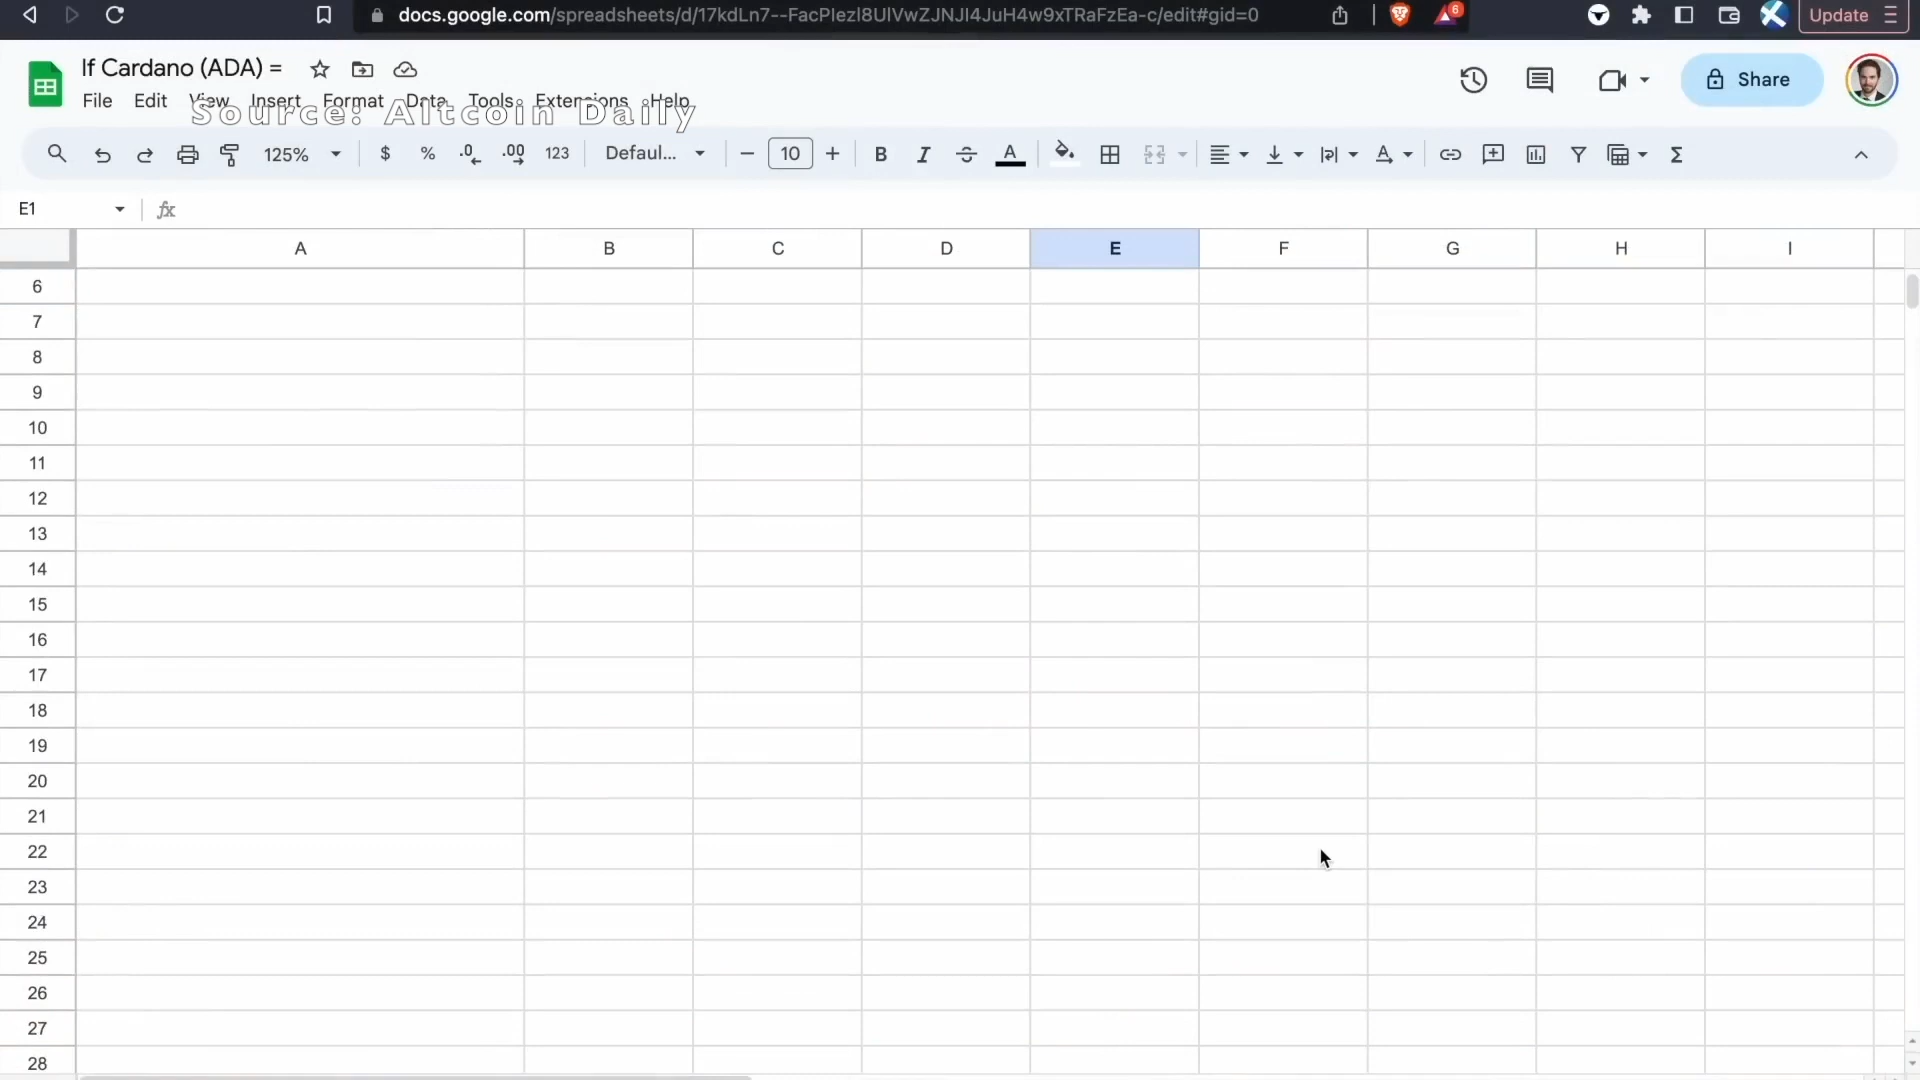 docs.google.com/spreadsheets/d/17kdLn7--FacPIezl8UlVwZJNJl4JuH4w9xTRaFzEa-c/edit#gid=0
6
Update
If Cardano (ADA) =
File Edit View Insert Format Data Tools Extensions Help
Share
Source: Altcoin Daily
125% $ % .0 .00 123 Defaul... − 10 + B I A A Σ
E1 fx
A B C D E F G H I
6
7
8
9
10
11
12
13
14
15
16
17
18
19
20
21
22
23
24
25
26
27
28